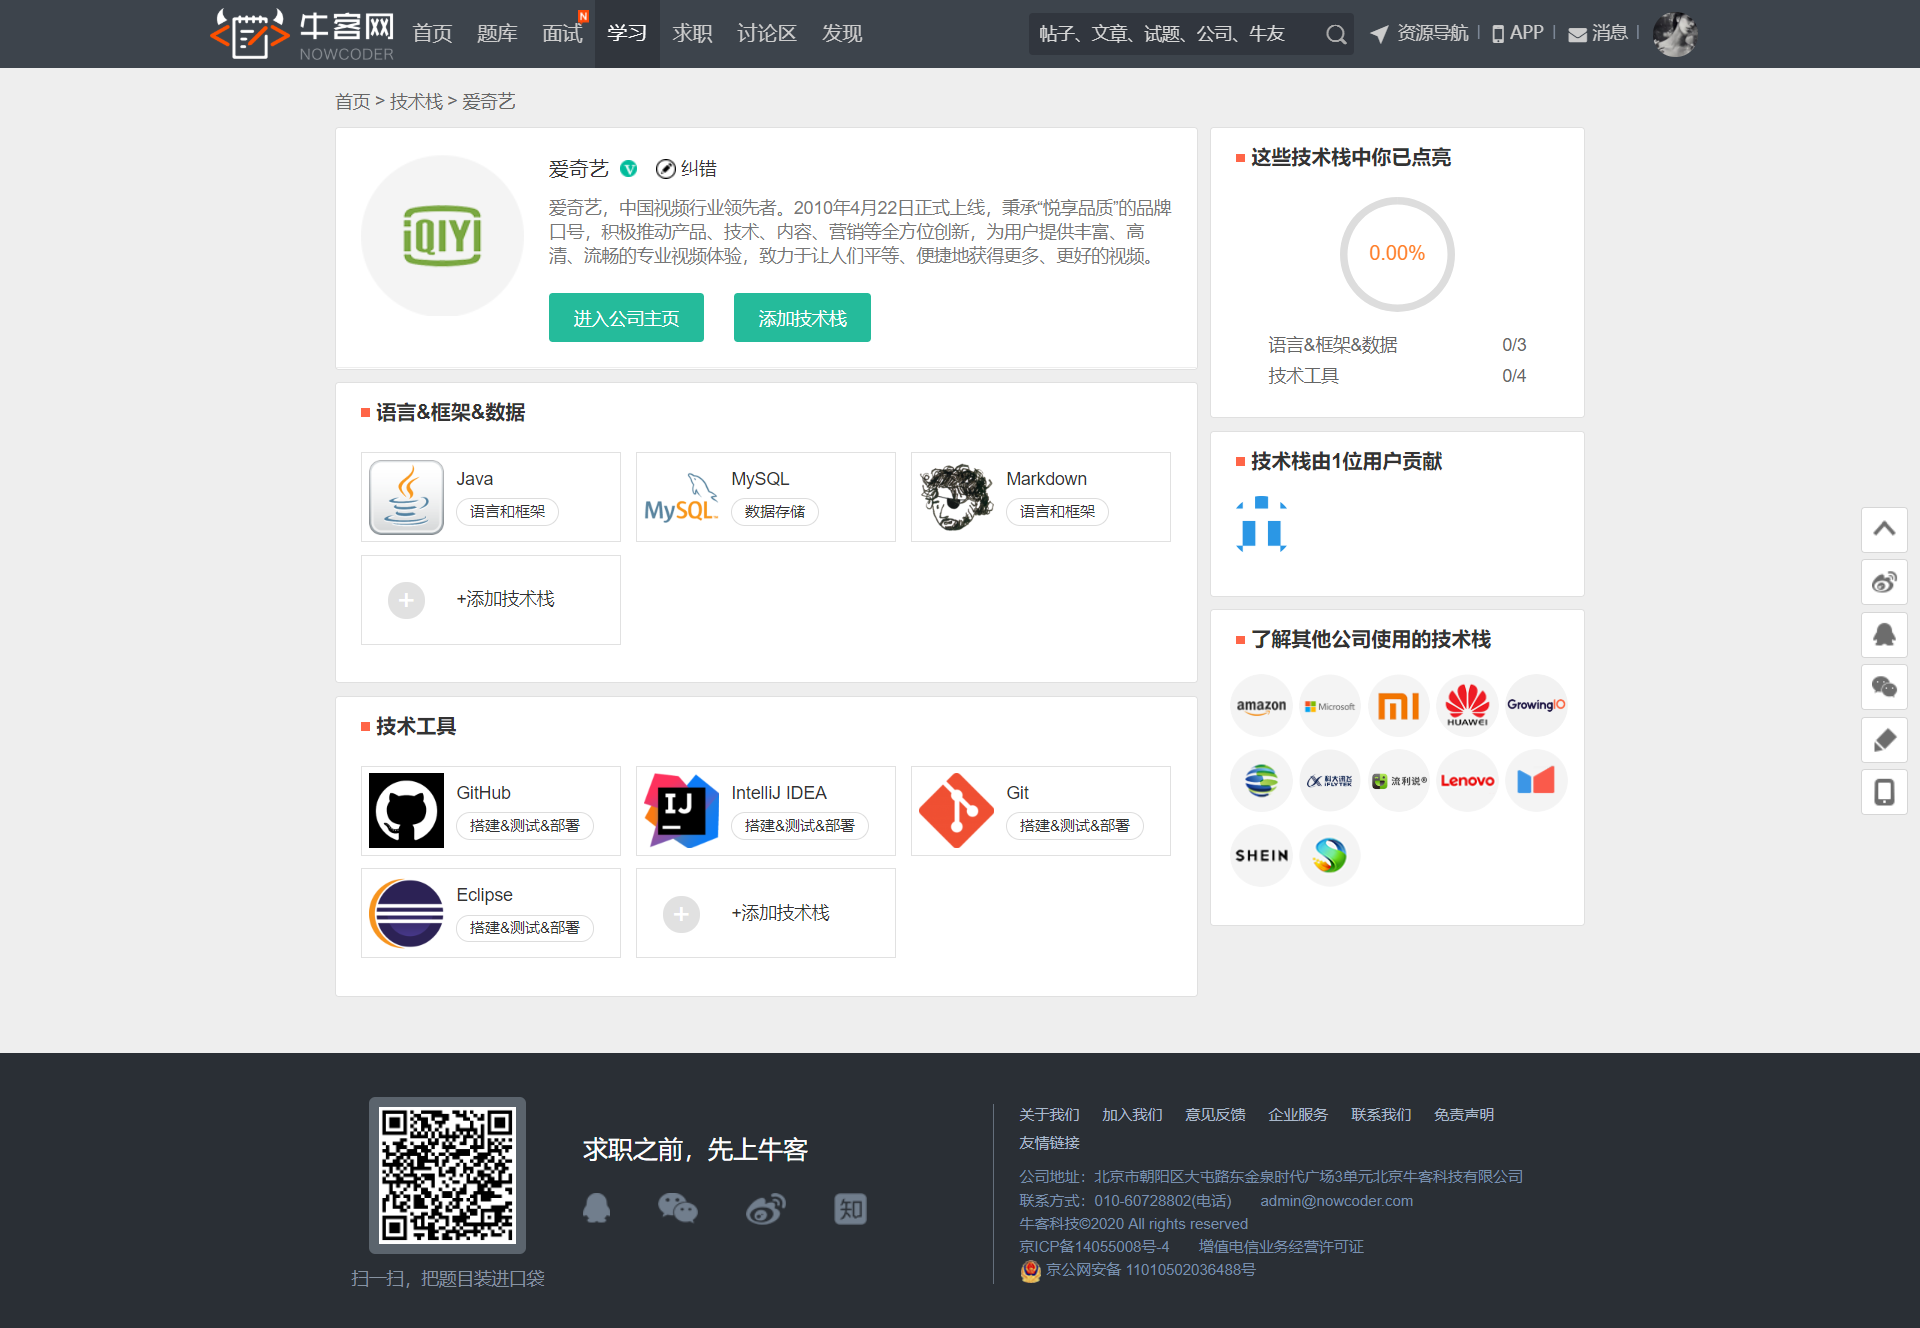 牛客网
NOWCODER
首页
题库
面试
N
学习
求职
讨论区
发现
帖子、文章、试题、公司、牛友
资源导航
APP
消息
首页 > 技术栈 > 爱奇艺
iQIYI
爱奇艺
V
纠错
爱奇艺，中国视频行业领先者。2010年4月22日正式上线，秉承“悦享品质”的品牌
口号，积极推动产品、技术、内容、营销等全方位创新，为用户提供丰富、高
清、流畅的专业视频体验，致力于让人们平等、便捷地获得更多、更好的视频。
进入公司主页
添加技术栈
语言&框架&数据
Java
语言和框架
MySQL
MySQL
数据存储
Markdown
语言和框架
+添加技术栈
技术工具
GitHub
搭建&测试&部署
IJ
IntelliJ IDEA
搭建&测试&部署
Git
搭建&测试&部署
Eclipse
搭建&测试&部署
+添加技术栈
这些技术栈中你已点亮
0.00%
语言&框架&数据 0/3
技术工具 0/4
技术栈由1位用户贡献
了解其他公司使用的技术栈
amazon
Microsoft
MI
HUAWEI
GrowingIO
科大讯飞
iFLYTEK
流利说®
Lenovo
SHEIN
扫一扫，把题目装进口袋
求职之前，先上牛客
知
关于我们 加入我们 意见反馈 企业服务 联系我们 免责声明
友情链接
公司地址：北京市朝阳区大屯路东金泉时代广场3单元北京牛客科技有限公司
联系方式：010-60728802(电话) admin@nowcoder.com
牛客科技©2020 All rights reserved
京ICP备14055008号-4 增值电信业务经营许可证
京公网安备 11010502036488号